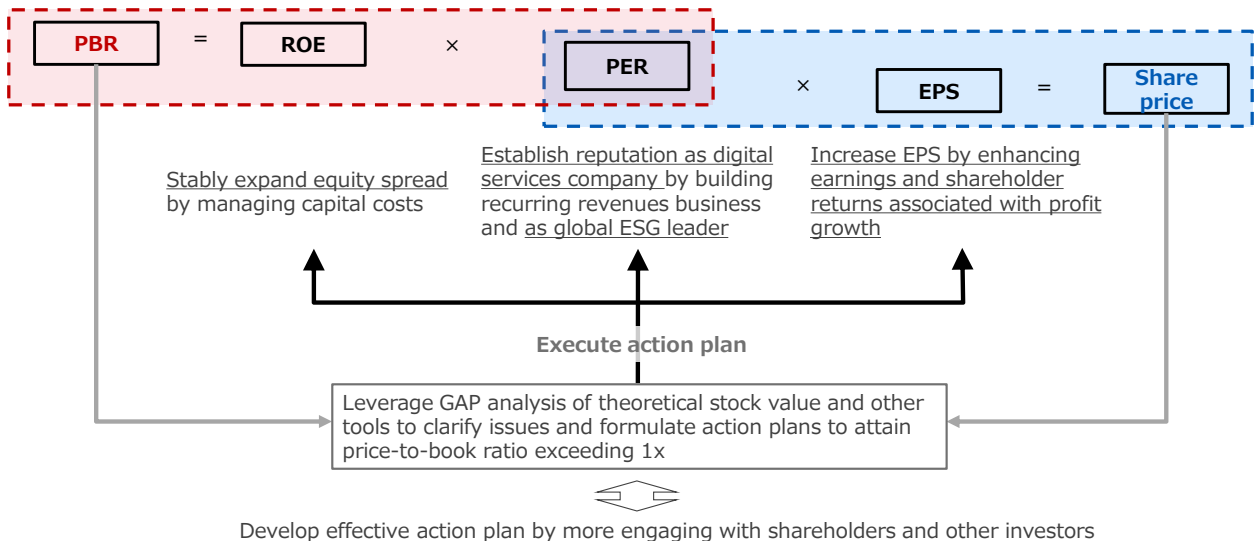 PBR = ROE × PER × EPS = Share price
Stably expand equity spread
by managing capital costs
Establish reputation as digital
services company by building
recurring revenues business
and as global ESG leader
Increase EPS by enhancing
earnings and shareholder
returns associated with profit
growth
Execute action plan
Leverage GAP analysis of theoretical stock value and other
tools to clarify issues and formulate action plans to attain
price-to-book ratio exceeding 1x
Develop effective action plan by more engaging with shareholders and other investors